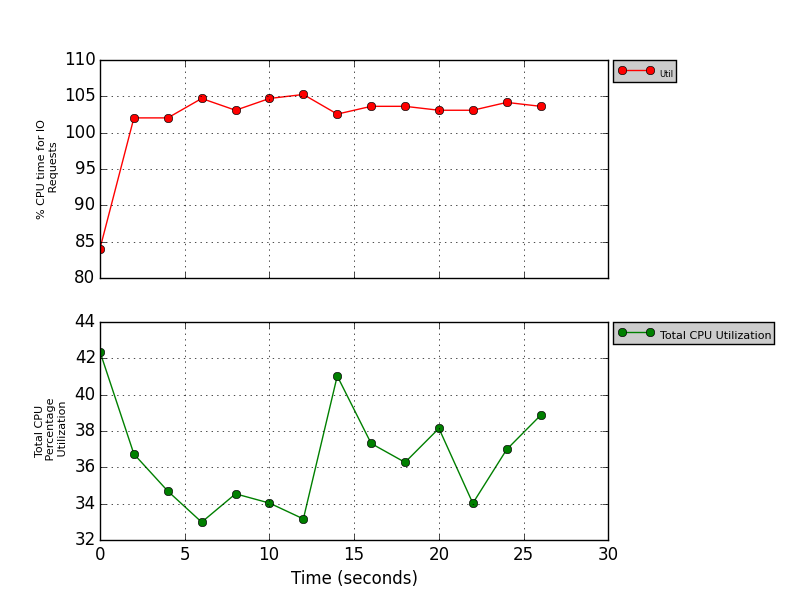 110
105
100
95
90
85
80
% CPU time for IO
Requests
Util
44
42
40
38
36
34
32
Total CPU
Percentage
Utilization
Total CPU Utilization
0 5 10 15 20 25 30
Time (seconds)